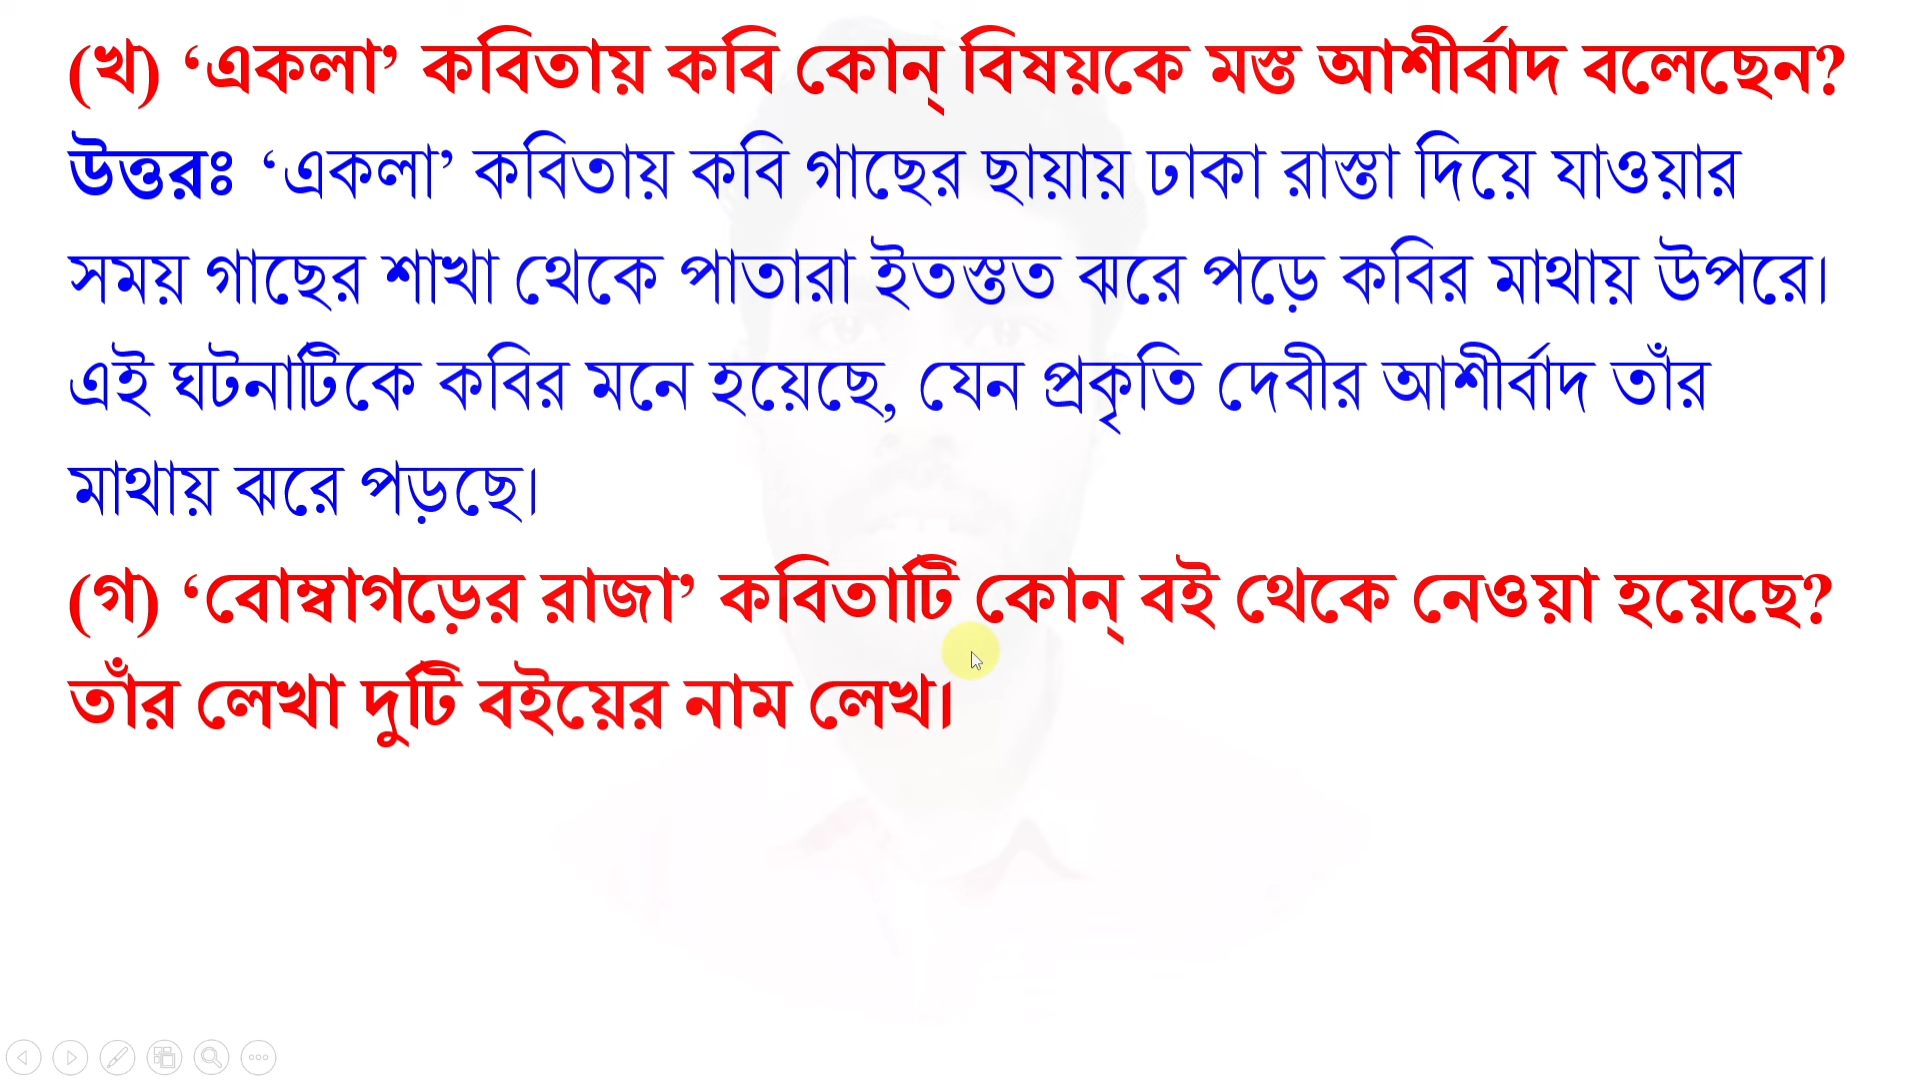 (খ) ‘একলা’ কবিতায় কবি কোন্ বিষয়কে মস্ত আশীর্বাদ বলেছেন?
উত্তরঃ ‘একলা’ কবিতায় কবি গাছের ছায়ায় ঢাকা রাস্তা দিয়ে যাওয়ার
সময় গাছের শাখা থেকে পাতারা ইতস্তত ঝরে পড়ে কবির মাথায় উপরে।
এই ঘটনাটিকে কবির মনে হয়েছে, যেন প্রকৃতি দেবীর আশীর্বাদ তাঁর
মাথায় ঝরে পড়ছে।
(গ) ‘বোম্বাগড়ের রাজা’ কবিতাটি কোন্ বই থেকে নেওয়া হয়েছে?
তাঁর লেখা দুটি বইয়ের নাম লেখ।